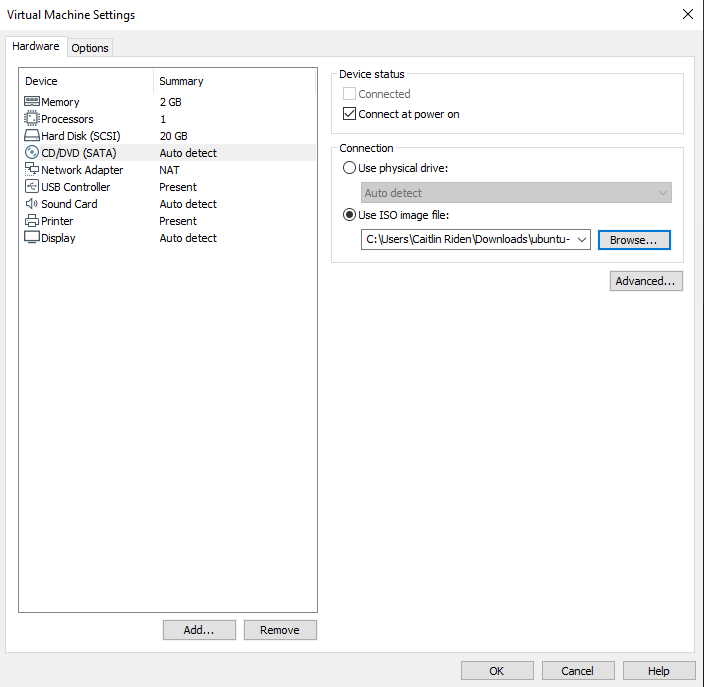 Virtual Machine Settings
Hardware Options
Device Summary
Memory 2 GB
Processors 1
Hard Disk (SCSI) 20 GB
CD/DVD (SATA) Auto detect
Network Adapter NAT
USB Controller Present
Sound Card Auto detect
Printer Present
Display Auto detect
Add... Remove
Device status
Connected
Connect at power on
Connection
Use physical drive:
Auto detect
Use ISO image file:
C:\Users\Caitlin Riden\Downloads\ubuntu- Browse...
Advanced...
OK Cancel Help